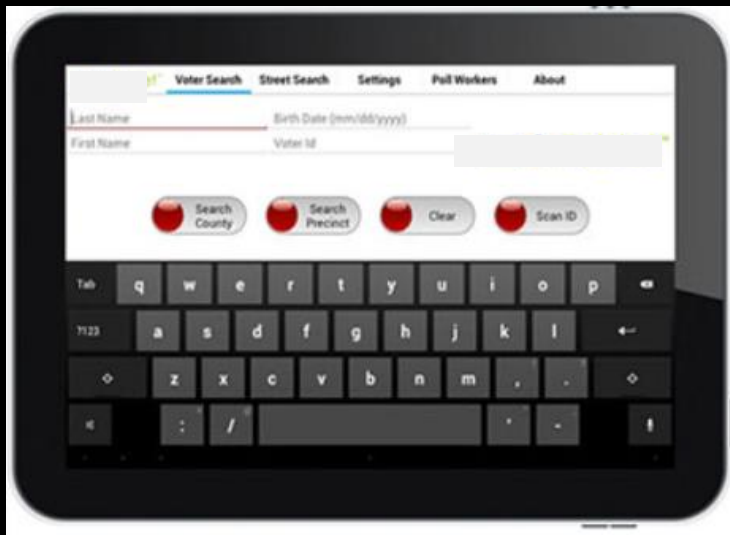 Voter Search Street Search Settings Poll Workers About
Last Name Birth Date (mm/dd/yyyy)
First Name Voter Id
Search County Search Precinct Clear Scan ID
Tab q w e r t y u i o p
?123 a s d f g h j k l
z x c v b n m , .
: / ' -